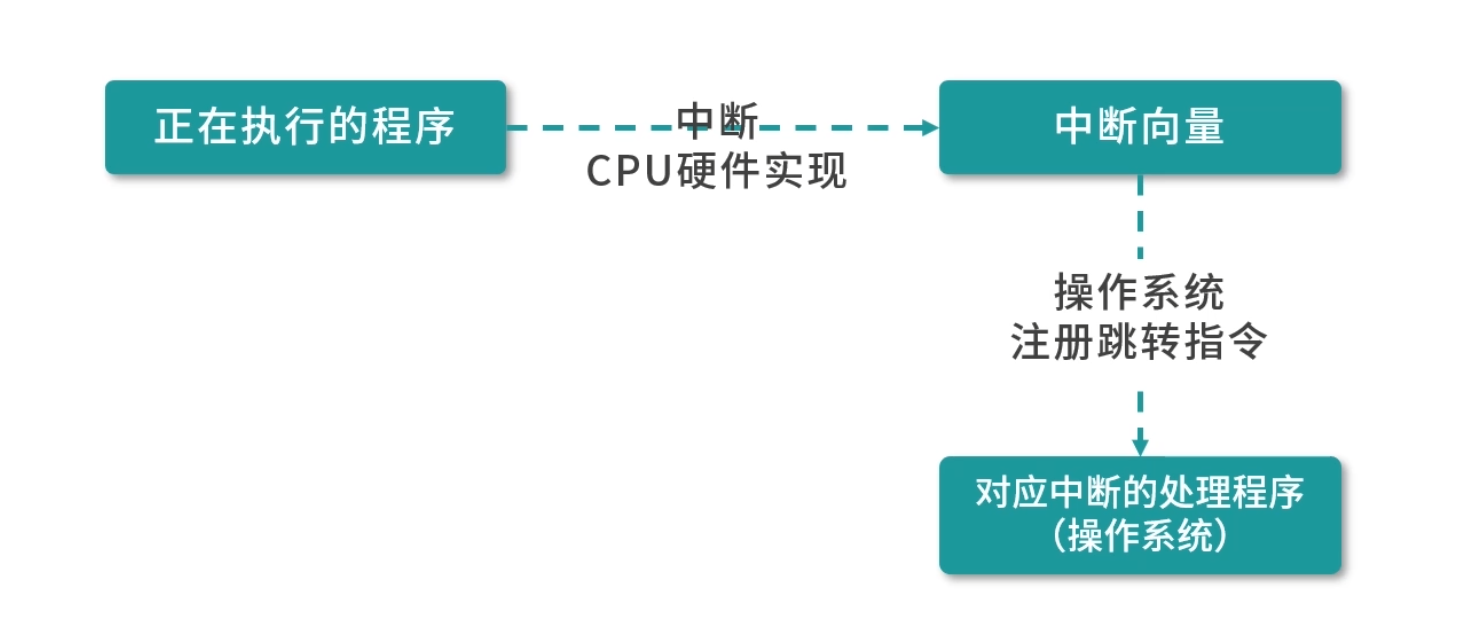 正在执行的程序
中断
CPU硬件实现
中断向量
操作系统
注册跳转指令
对应中断的处理程序
（操作系统）